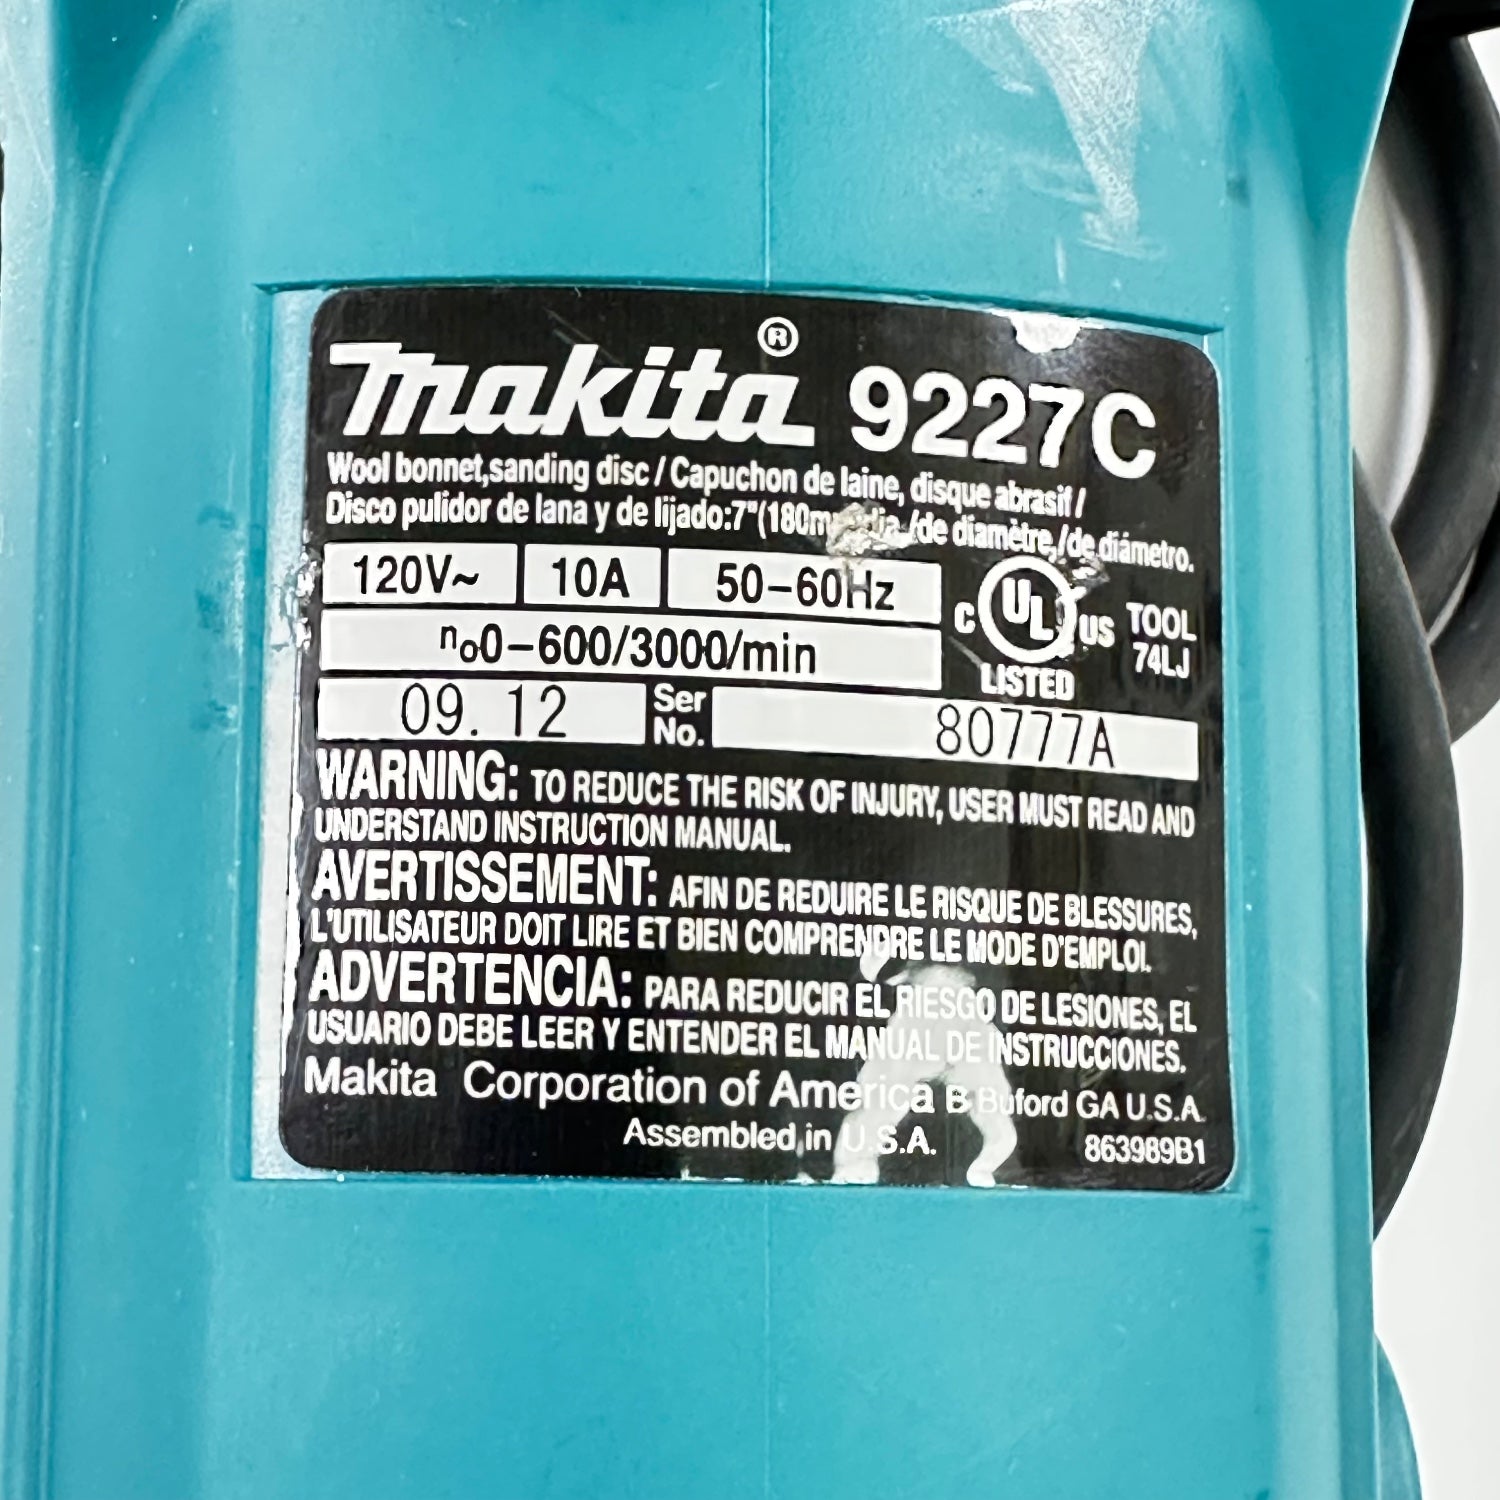 Makita® 9227C
Wool bonnet,sanding disc / Capuchon de laine, disque abrasif /
Disco pulidor de lana y de lijado:7"(180m /de diamètre,/de diámetro.
120V~ 10A 50-60Hz
C UL US LISTED
TOOL
74LJ
n₀0-600/3000/min
09.12 Ser No. 80777A
WARNING: TO REDUCE THE RISK OF INJURY, USER MUST READ AND
UNDERSTAND INSTRUCTION MANUAL.
AVERTISSEMENT: AFIN DE REDUIRE LE RISQUE DE BLESSURES,
L'UTILISATEUR DOIT LIRE ET BIEN COMPRENDRE LE MODE D'EMPLOI.
ADVERTENCIA: PARA REDUCIR EL RIESGO DE LESIONES, EL
USUARIO DEBE LEER Y ENTENDER EL MANUAL DE INSTRUCCIONES.
Makita Corporation of America B Buford GA U.S.A.
Assembled in U.S.A. 863989B1